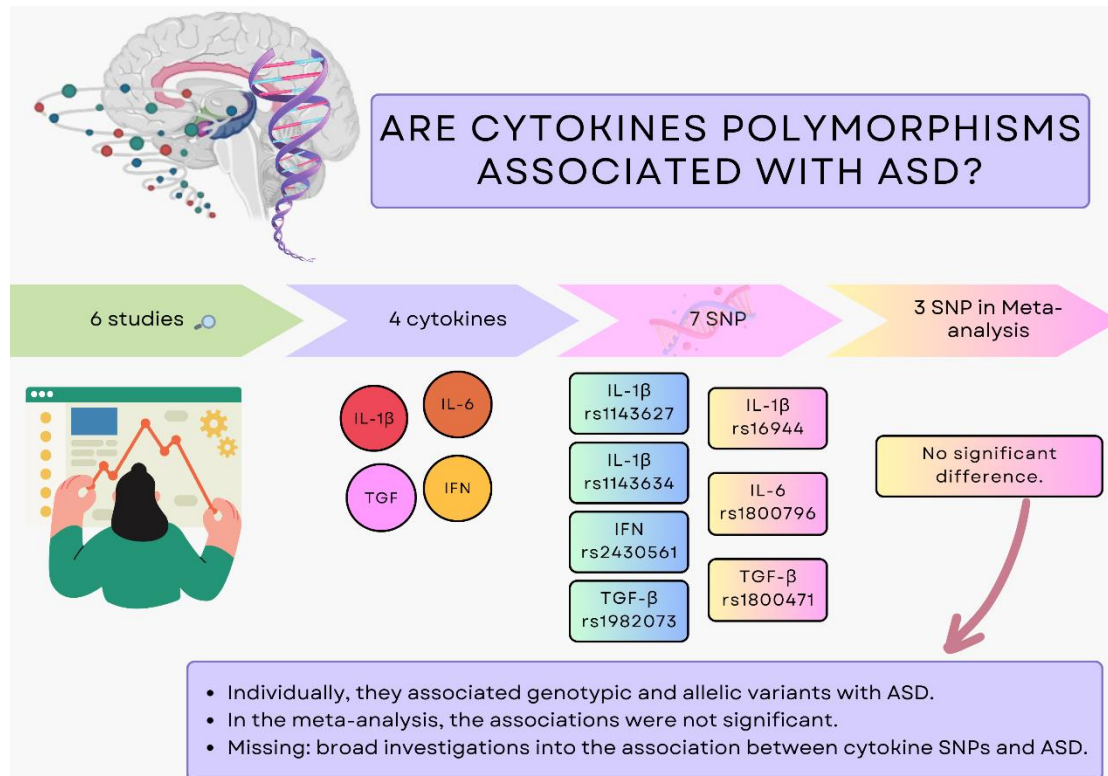 ARE CYTOKINES POLYMORPHISMS
ASSOCIATED WITH ASD?
6 studies
4 cytokines
7 SNP
3 SNP in Meta-
analysis
IL-1β
IL-6
TGF
IFN
IL-1β
rs1143627
IL-1β
rs1143634
IFN
rs2430561
TGF-β
rs1982073
IL-1β
rs16944
IL-6
rs1800796
TGF-β
rs1800471
No significant
difference.
• Individually, they associated genotypic and allelic variants with ASD.
• In the meta-analysis, the associations were not significant.
• Missing: broad investigations into the association between cytokine SNPs and ASD.